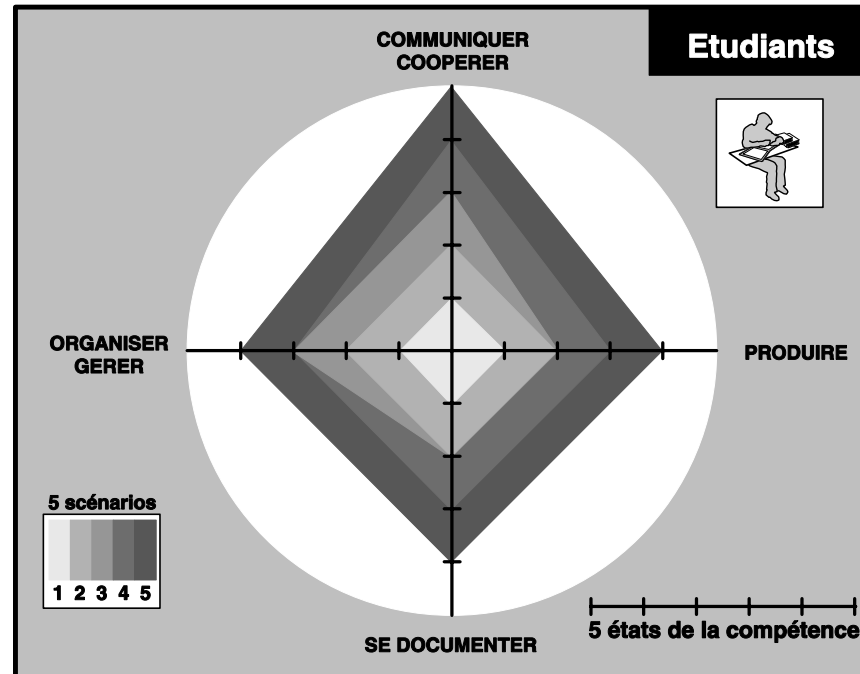 COMMUNIQUER
COOPERER
Etudiants
ORGANISER
GERER
PRODUIRE
5 scénarios
1 2 3 4 5
5 états de la compétence
SE DOCUMENTER